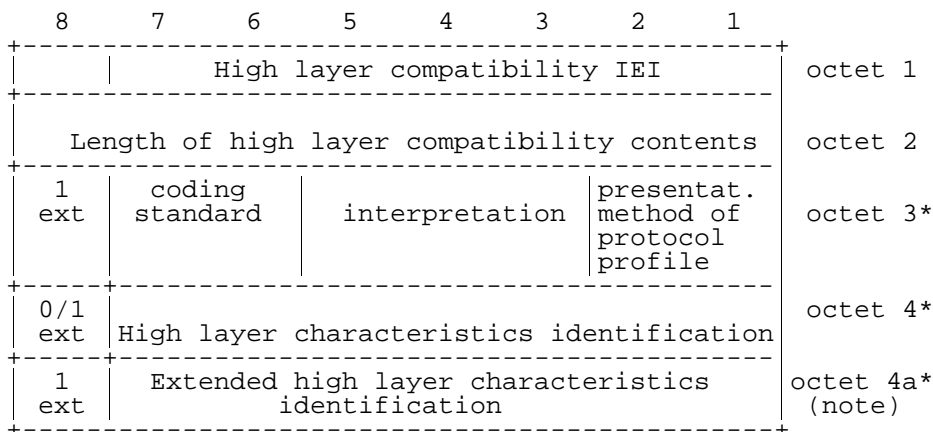 8 7 6 5 4 3 2 1
High layer compatibility IEI octet 1
Length of high layer compatibility contents octet 2
1 coding presentat.
ext standard interpretation method of octet 3*
protocol
profile
0/1 octet 4*
ext High layer characteristics identification
1 Extended high layer characteristics octet 4a*
ext identification (note)